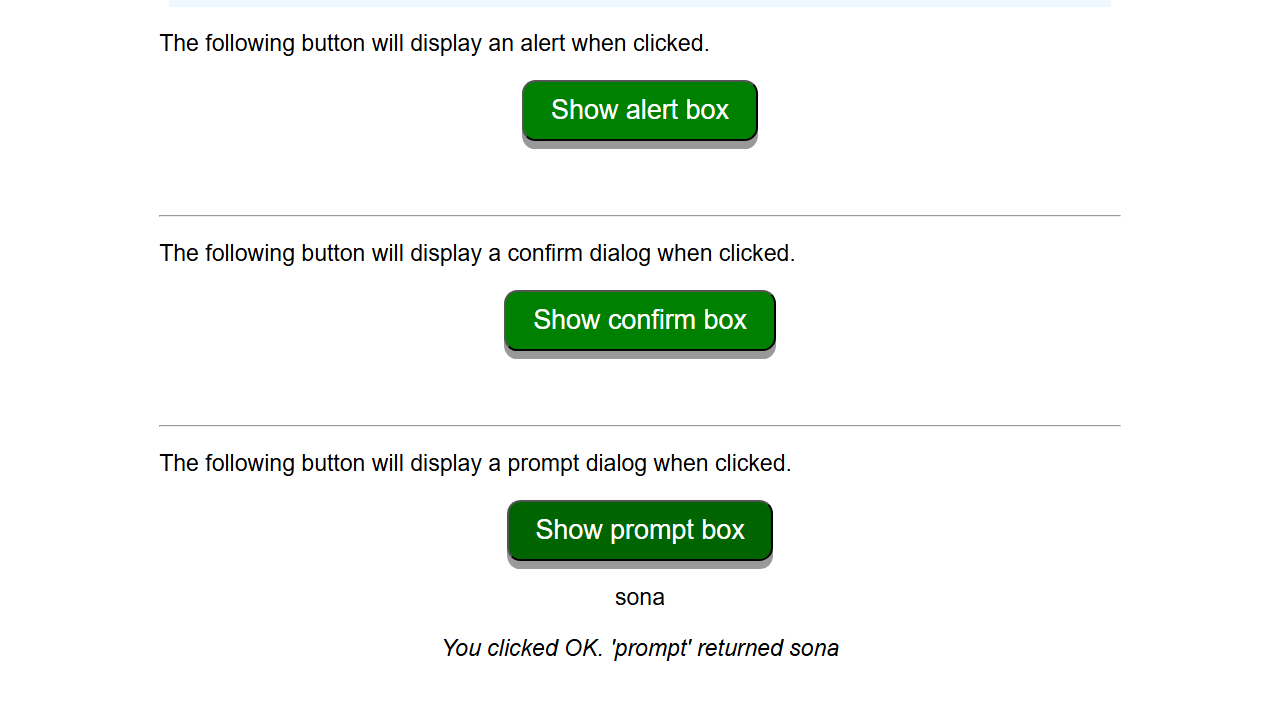 The following button will display an alert when clicked.
Show alert box
The following button will display a confirm dialog when clicked.
Show confirm box
The following button will display a prompt dialog when clicked.
Show prompt box
sona
You clicked OK. 'prompt' returned sona